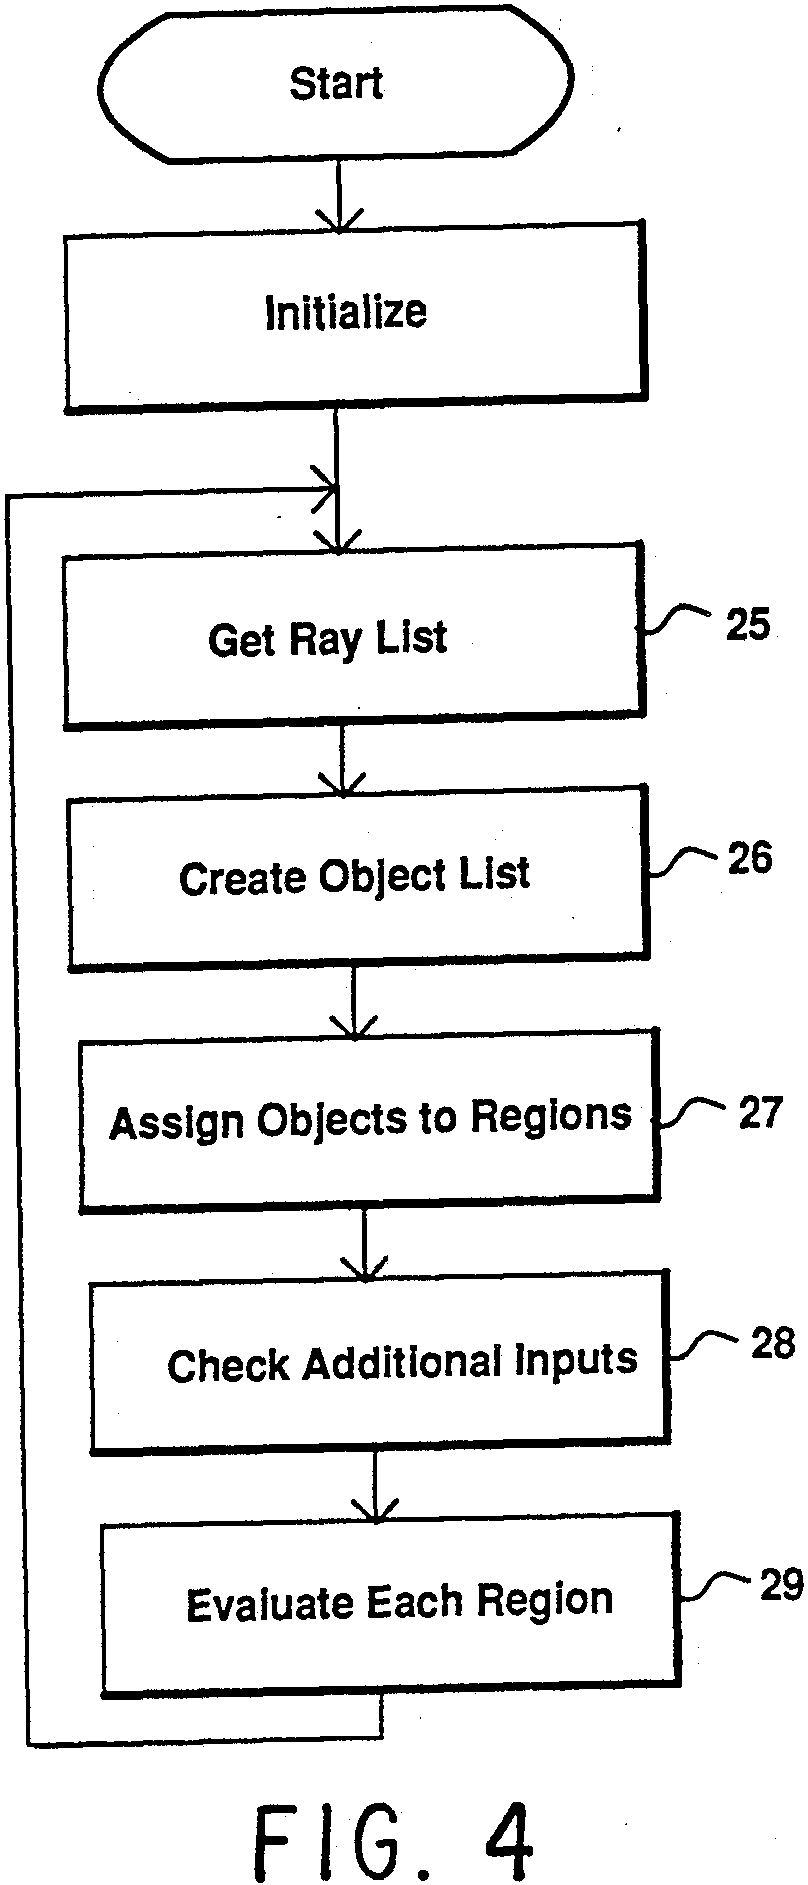 Start
Initialize
Get Ray List
25
Create Object List
26
Assign Objects to Regions
27
Check Additional Inputs
28
Evaluate Each Region
29
FIG. 4